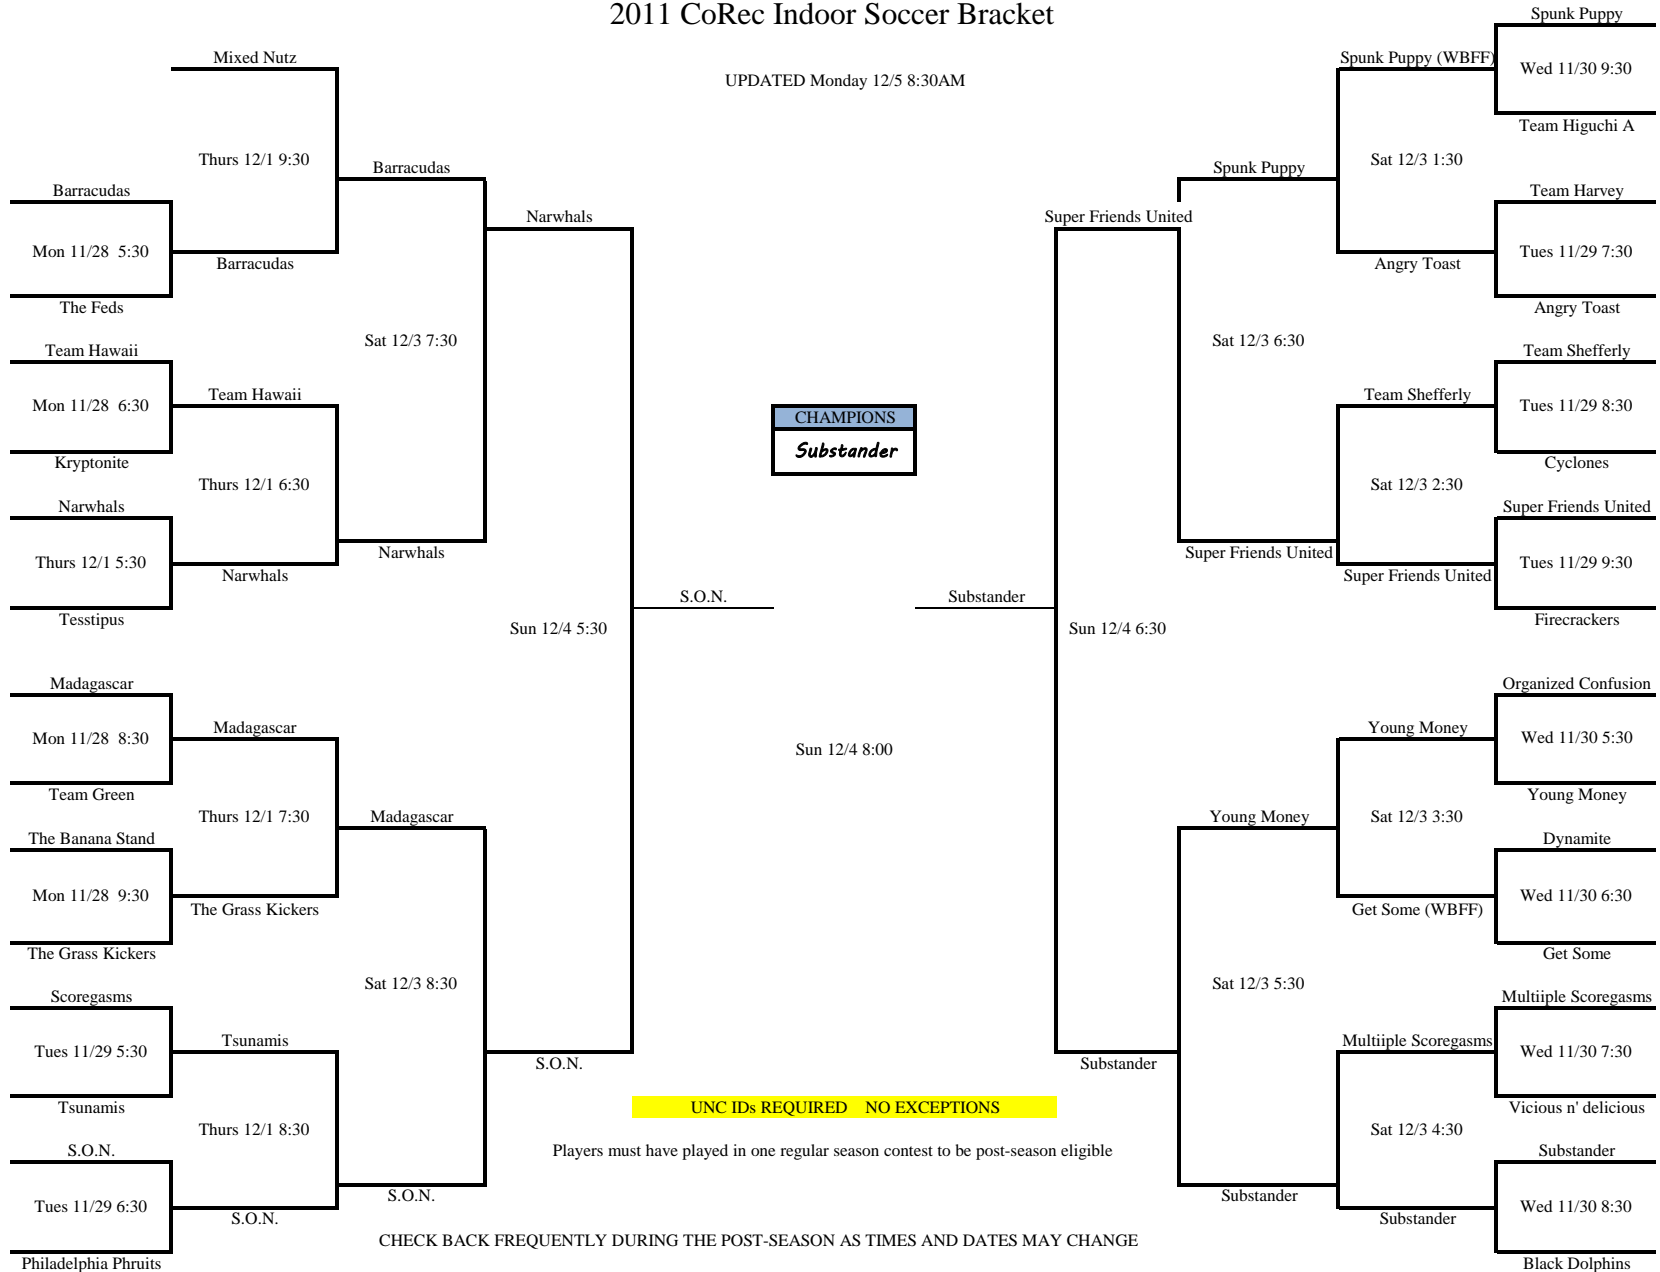 2011 CoRec Indoor Soccer Bracket
UPDATED Monday 12/5 8:30AM
Mixed Nutz
Thurs 12/1 9:30
Barracudas
Mon 11/28 5:30
The Feds
Barracudas
Barracudas
Team Hawaii
Mon 11/28 6:30
Kryptonite
Team Hawaii
Thurs 12/1 6:30
Narwhals
Thurs 12/1 5:30
Tesstipus
Narwhals
Sat 12/3 7:30
Narwhals
Narwhals
Sun 12/4 5:30
Madagascar
Mon 11/28 8:30
Team Green
Madagascar
Thurs 12/1 7:30
The Banana Stand
Mon 11/28 9:30
The Grass Kickers
The Grass Kickers
Madagascar
Sat 12/3 8:30
Scoregasms
Tues 11/29 5:30
Tsunamis
Tsunamis
Thurs 12/1 8:30
S.O.N.
Tues 11/29 6:30
Philadelphia Phruits
S.O.N.
S.O.N.
S.O.N.
S.O.N.
CHAMPIONS
Substander
Sun 12/4 8:00
Substander
Spunk Puppy
Wed 11/30 9:30
Team Higuchi A
Spunk Puppy (WBFF)
Sat 12/3 1:30
Team Harvey
Tues 11/29 7:30
Angry Toast
Angry Toast
Spunk Puppy
Super Friends United
Sat 12/3 6:30
Team Shefferly
Tues 11/29 8:30
Cyclones
Team Shefferly
Sat 12/3 2:30
Super Friends United
Tues 11/29 9:30
Firecrackers
Super Friends United
Super Friends United
Sun 12/4 6:30
Organized Confusion
Wed 11/30 5:30
Young Money
Young Money
Sat 12/3 3:30
Dynamite
Wed 11/30 6:30
Get Some
Get Some (WBFF)
Young Money
Sat 12/3 5:30
Multiiple Scoregasms
Wed 11/30 7:30
Vicious n' delicious
Multiiple Scoregasms
Sat 12/3 4:30
Substander
Wed 11/30 8:30
Black Dolphins
Substander
Substander
Substander
UNC IDs REQUIRED NO EXCEPTIONS
Players must have played in one regular season contest to be post-season eligible
CHECK BACK FREQUENTLY DURING THE POST-SEASON AS TIMES AND DATES MAY CHANGE